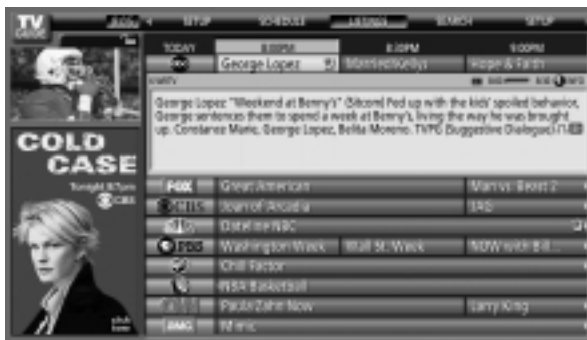 TV
GUIDE
SETUP SCHEDULE LISTINGS SEARCH SETUP
TODAY 8:00PM 8:30PM 9:00PM
abc George Lopez Married Kellys Hope & Faith
George Lopez "Weekend at Benny's" (Sitcom) Fed up with the kids' spoiled behavior,
George sentences them to spend a week at Benny's, living the way he was brought
up. Constance Marie, George Lopez, Belita Moreno. TVPG (Suggestive Dialogue)
COLD
CASE
Tonight 8/7pm
CBS
click
here
FOX Great American Man vs. Beast 2
CBS Joan of Arcadia JAG
Dateline NBC
PBS Washington Week Wall St. Week NOW with Bill...
Chill Factor
NBA Basketball
Paula Zahn Now Larry King
AMC Mimic